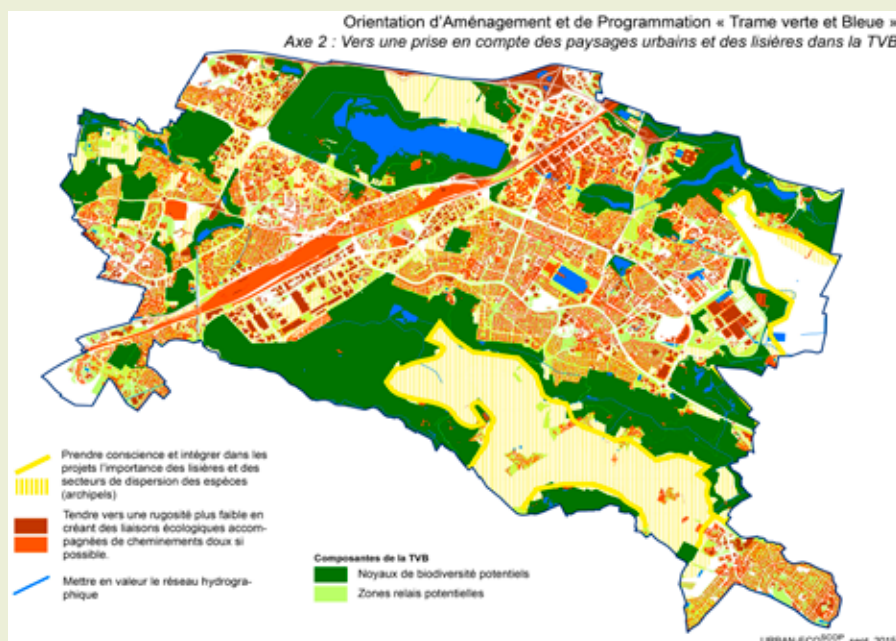 Orientation d'Aménagement et de Programmation « Trame verte et Bleue »
Axe 2 : Vers une prise en compte des paysages urbains et des lisières dans la TVB
Prendre conscience et intégrer dans les
projets l'importance des lisières et des
secteurs de dispersion des espèces
(archipels)
Tendre vers une rugosité plus faible en
créant des liaisons écologiques accom-
pagnées de cheminements doux si
possible.
Mettre en valeur le réseau hydrogra-
phique
Composantes de la TVB
Noyaux de biodiversité potentiels
Zones relais potentielles
URBAN-ECO SCOP, sept.